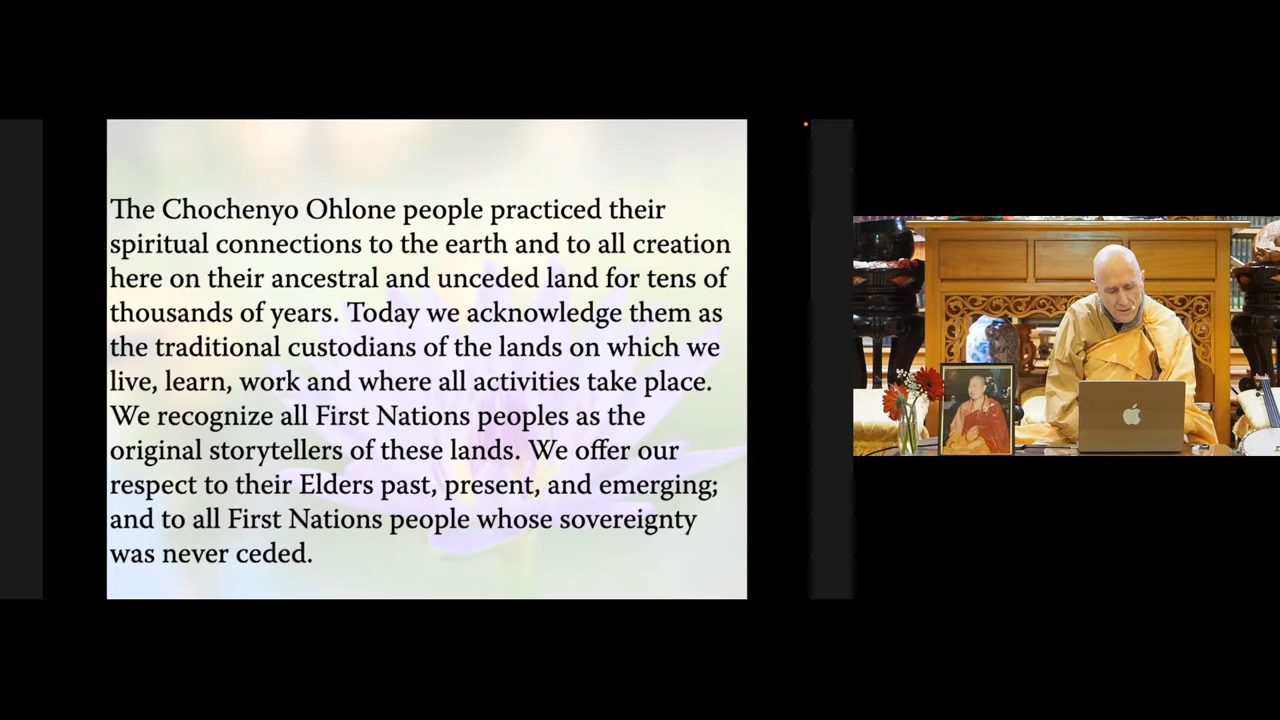 The Chochenyo Ohlone people practiced their
spiritual connections to the earth and to all creation
here on their ancestral and unceded land for tens of
thousands of years. Today we acknowledge them as
the traditional custodians of the lands on which we
live, learn, work and where all activities take place.
We recognize all First Nations peoples as the
original storytellers of these lands. We offer our
respect to their Elders past, present, and emerging;
and to all First Nations people whose sovereignty
was never ceded.